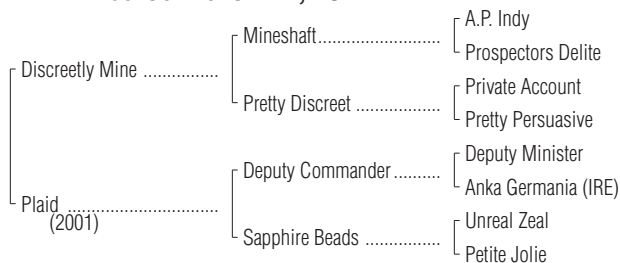 A.P. Indy
Mineshaft........................
Prospectors Delite
Discreetly Mine ...............
Private Account
Pretty Discreet .................
Pretty Persuasive
Deputy Minister
Deputy Commander..........
Anka Germania (IRE)
Plaid ..............................
(2001)
Unreal Zeal
Sapphire Beads ...............
Petite Jolie